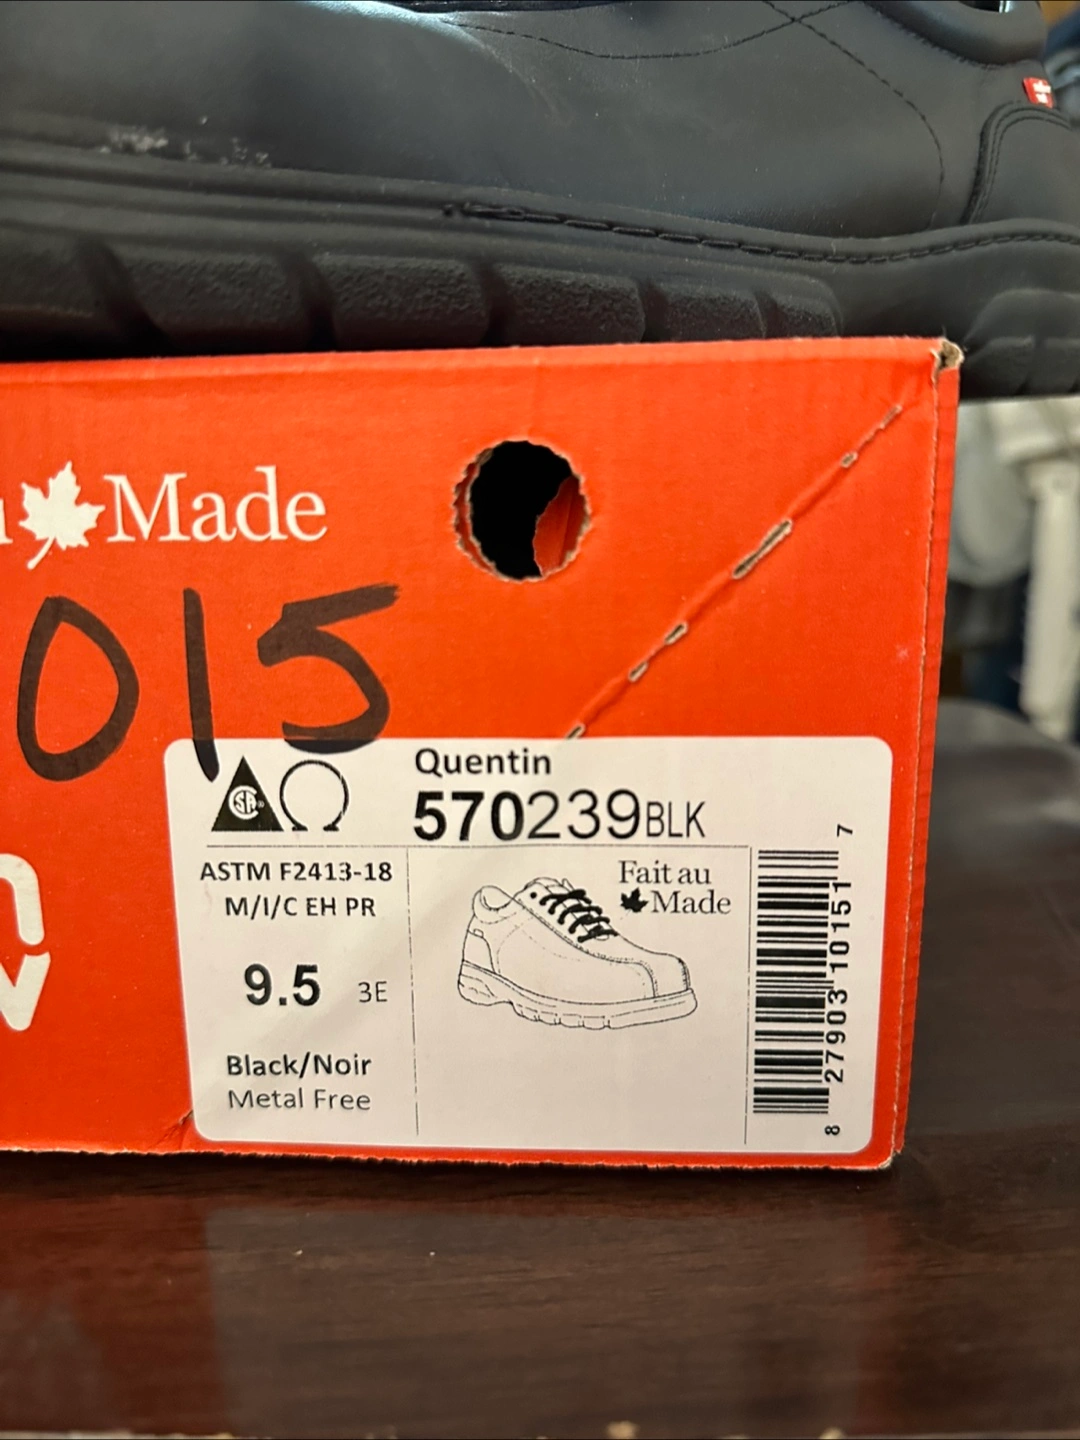 Made
015
Quentin
570239BLK
CSA
ASTM F2413-18
M/I/C EH PR
9.5 3E
Black/Noir
Metal Free
Fait au
Made
8 27903 10151 7